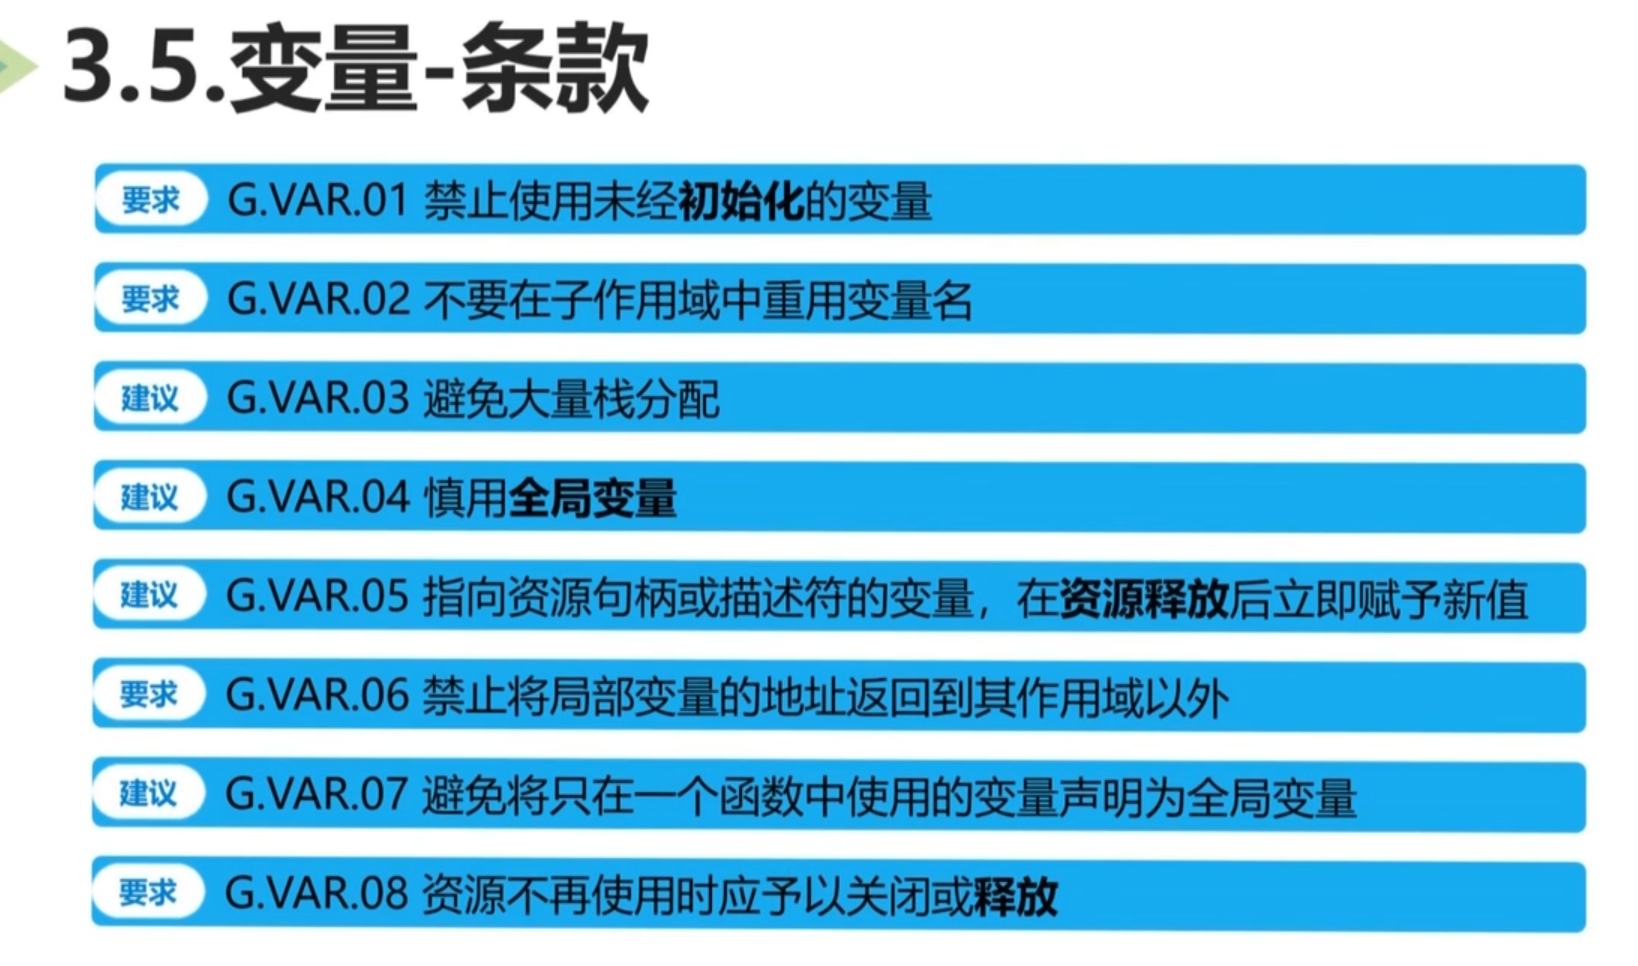 3.5.变量-条款
要求 G.VAR.01 禁止使用未经初始化的变量
要求 G.VAR.02 不要在子作用域中重用变量名
建议 G.VAR.03 避免大量栈分配
建议 G.VAR.04 慎用全局变量
建议 G.VAR.05 指向资源句柄或描述符的变量，在资源释放后立即赋予新值
要求 G.VAR.06 禁止将局部变量的地址返回到其作用域以外
建议 G.VAR.07 避免将只在一个函数中使用的变量声明为全局变量
要求 G.VAR.08 资源不再使用时应予以关闭或释放